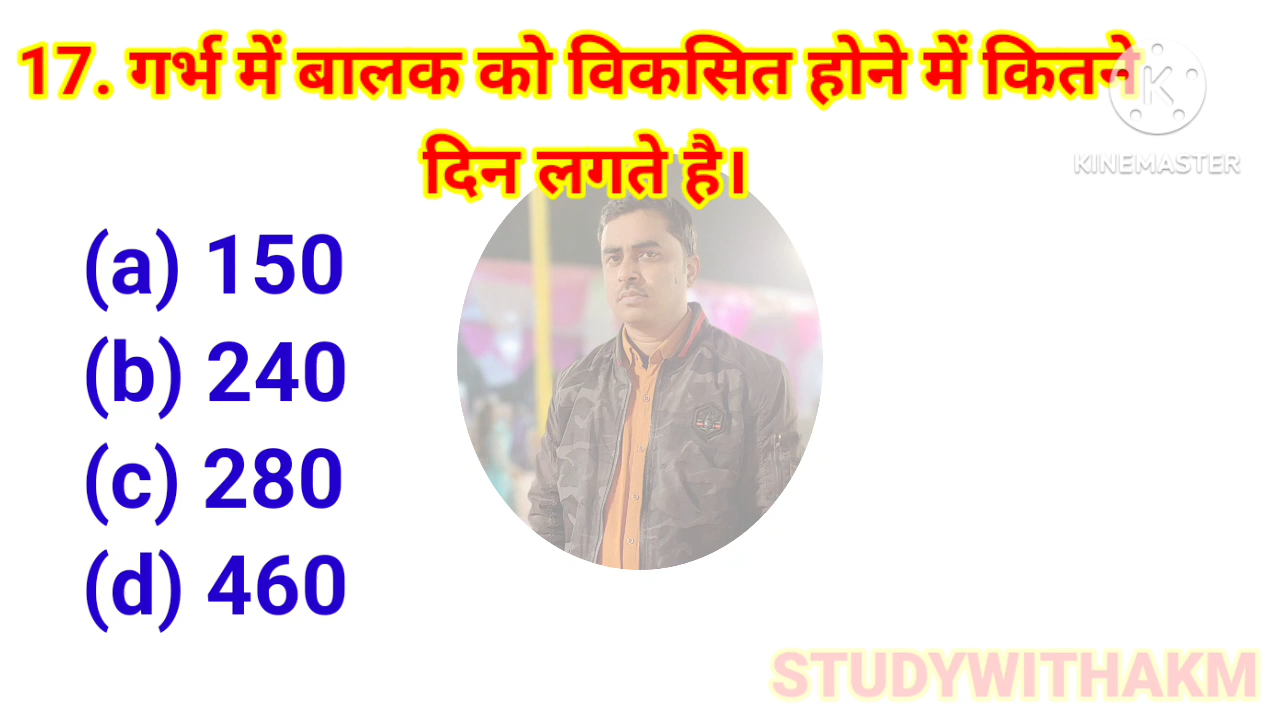 17. गर्भ में बालक को विकसित होने में कितने
दिन लगते है।
(a) 150
(b) 240
(c) 280
(d) 460
K
KINEMASTER
STUDYWITHAKM